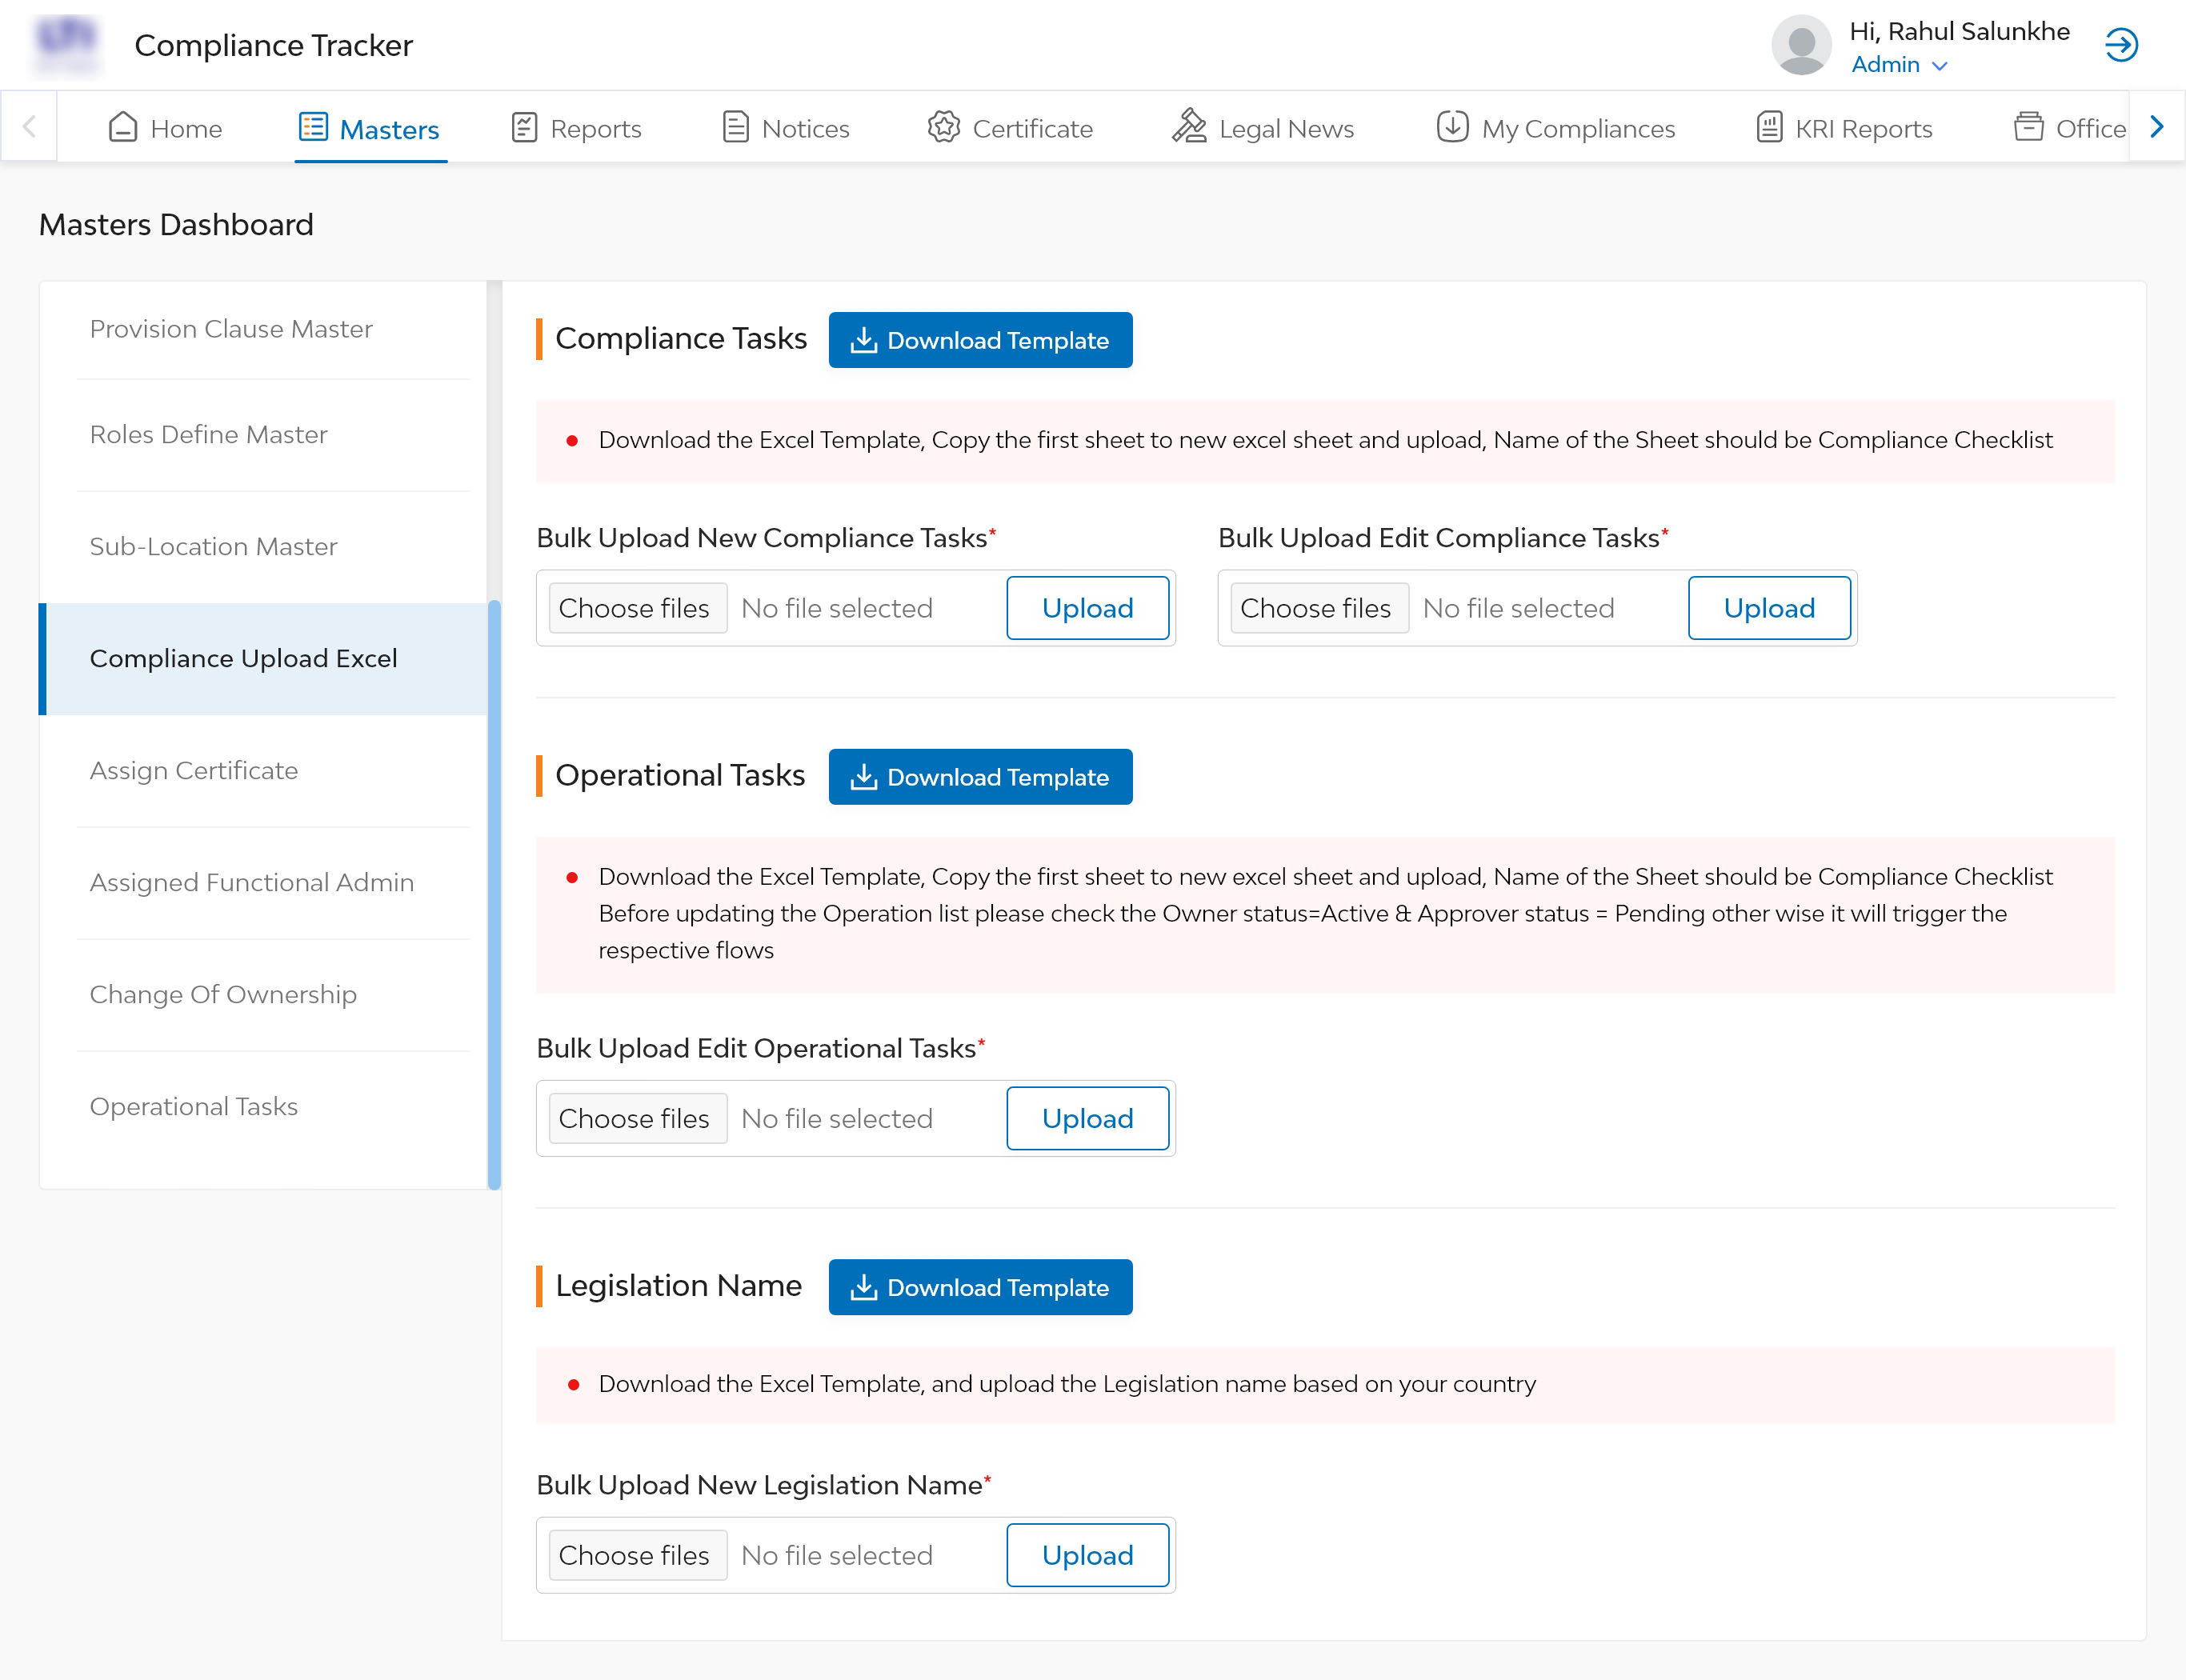 Compliance Tracker
Hi, Rahul Salunkhe
Admin
Home
Masters
Reports
Notices
Certificate
Legal News
My Compliances
KRI Reports
Office
Masters Dashboard
Provision Clause Master
Roles Define Master
Sub-Location Master
Compliance Upload Excel
Assign Certificate
Assigned Functional Admin
Change Of Ownership
Operational Tasks
Compliance Tasks
Download Template
Download the Excel Template, Copy the first sheet to new excel sheet and upload, Name of the Sheet should be Compliance Checklist
Bulk Upload New Compliance Tasks*
Choose files No file selected Upload
Bulk Upload Edit Compliance Tasks*
Choose files No file selected Upload
Operational Tasks
Download Template
Download the Excel Template, Copy the first sheet to new excel sheet and upload, Name of the Sheet should be Compliance Checklist
Before updating the Operation list please check the Owner status=Active & Approver status = Pending other wise it will trigger the
respective flows
Bulk Upload Edit Operational Tasks*
Choose files No file selected Upload
Legislation Name
Download Template
Download the Excel Template, and upload the Legislation name based on your country
Bulk Upload New Legislation Name*
Choose files No file selected Upload